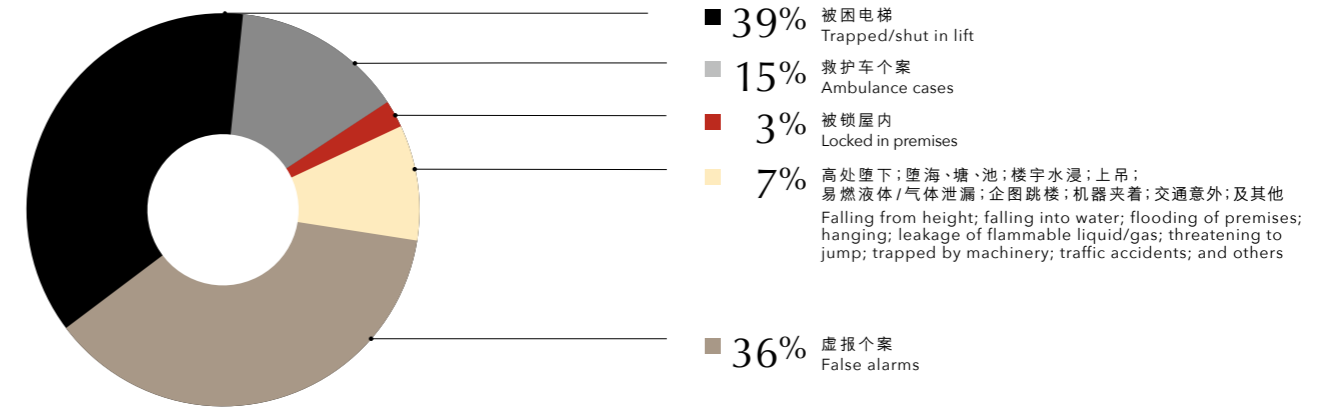 39% 被困电梯
Trapped/shut in lift
15% 救护车个案
Ambulance cases
3% 被锁屋内
Locked in premises
7% 高处堕下；堕海、塘、池；楼宇水浸；上吊；
易燃液体/气体泄漏；企图跳楼；机器夹着；交通意外；及其他
Falling from height; falling into water; flooding of premises;
hanging; leakage of flammable liquid/gas; threatening to
jump; trapped by machinery; traffic accidents; and others
36% 虚报个案
False alarms